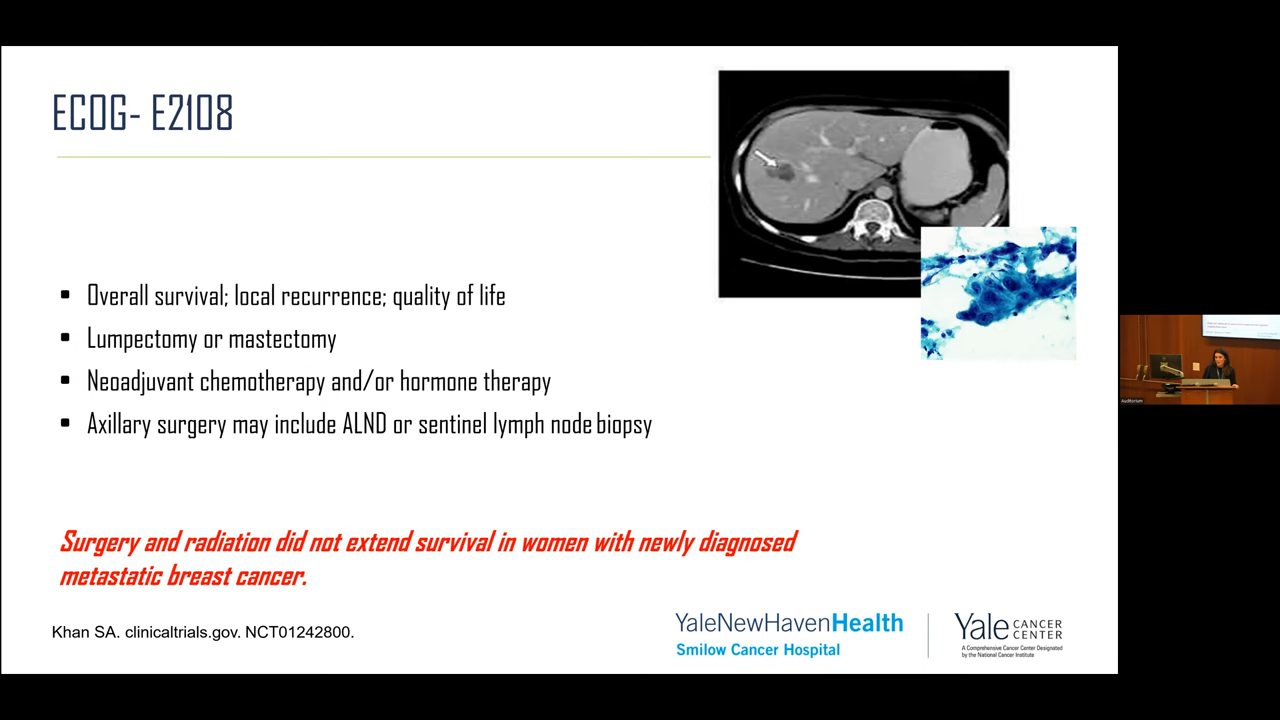 ECOG- E2108
▪ Overall survival; local recurrence; quality of life
▪ Lumpectomy or mastectomy
▪ Neoadjuvant chemotherapy and/or hormone therapy
▪ Axillary surgery may include ALND or sentinel lymph node biopsy
Surgery and radiation did not extend survival in women with newly diagnosed
metastatic breast cancer.
Khan SA. clinicaltrials.gov. NCT01242800.
YaleNewHavenHealth
Smilow Cancer Hospital
Yale CANCER
CENTER
A Comprehensive Cancer Center Designated
by the National Cancer Institute
Auditorium